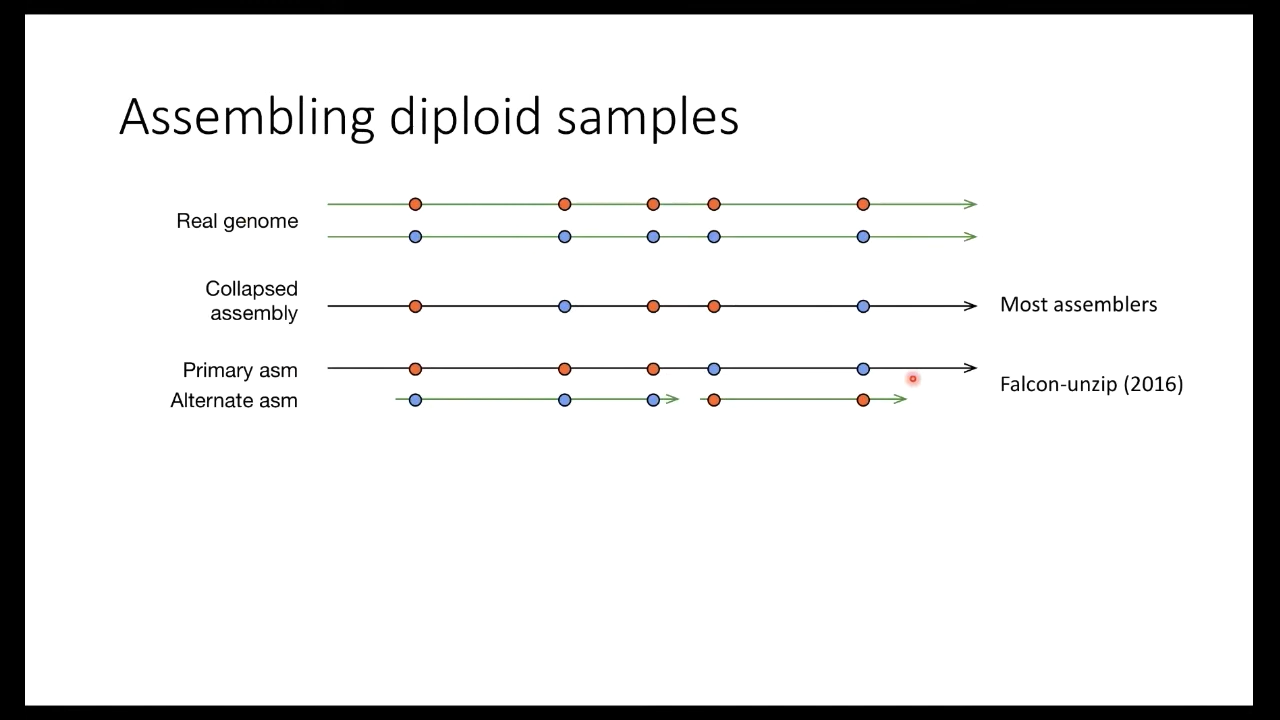 Assembling diploid samples
Real genome
Collapsed
assembly
Most assemblers
Primary asm
Alternate asm
Falcon-unzip (2016)